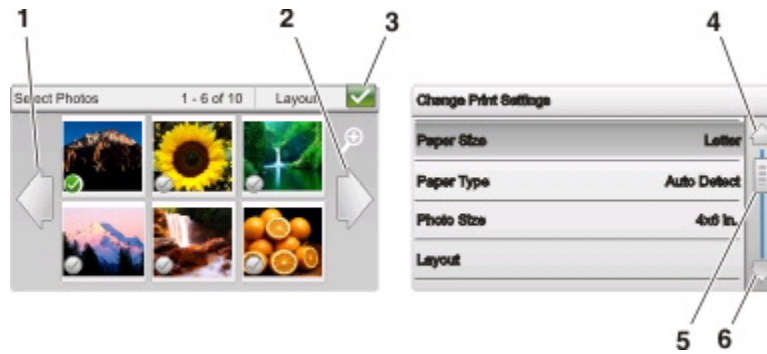 1 2 3
Select Photos 1 - 6 of 10 Layout
4
Change Print Settings
Paper Size Letter
Paper Type Auto Detect
Photo Size 4x6 in.
Layout
5 6